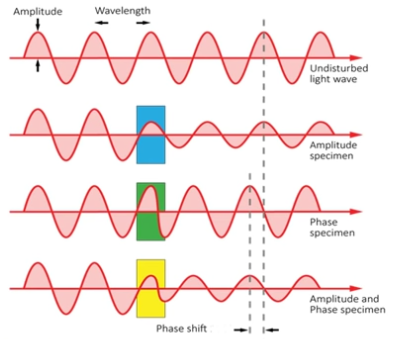 Amplitude
Wavelength
Undisturbed
light wave
Amplitude
specimen
Phase
specimen
Amplitude and
Phase specimen
Phase shift